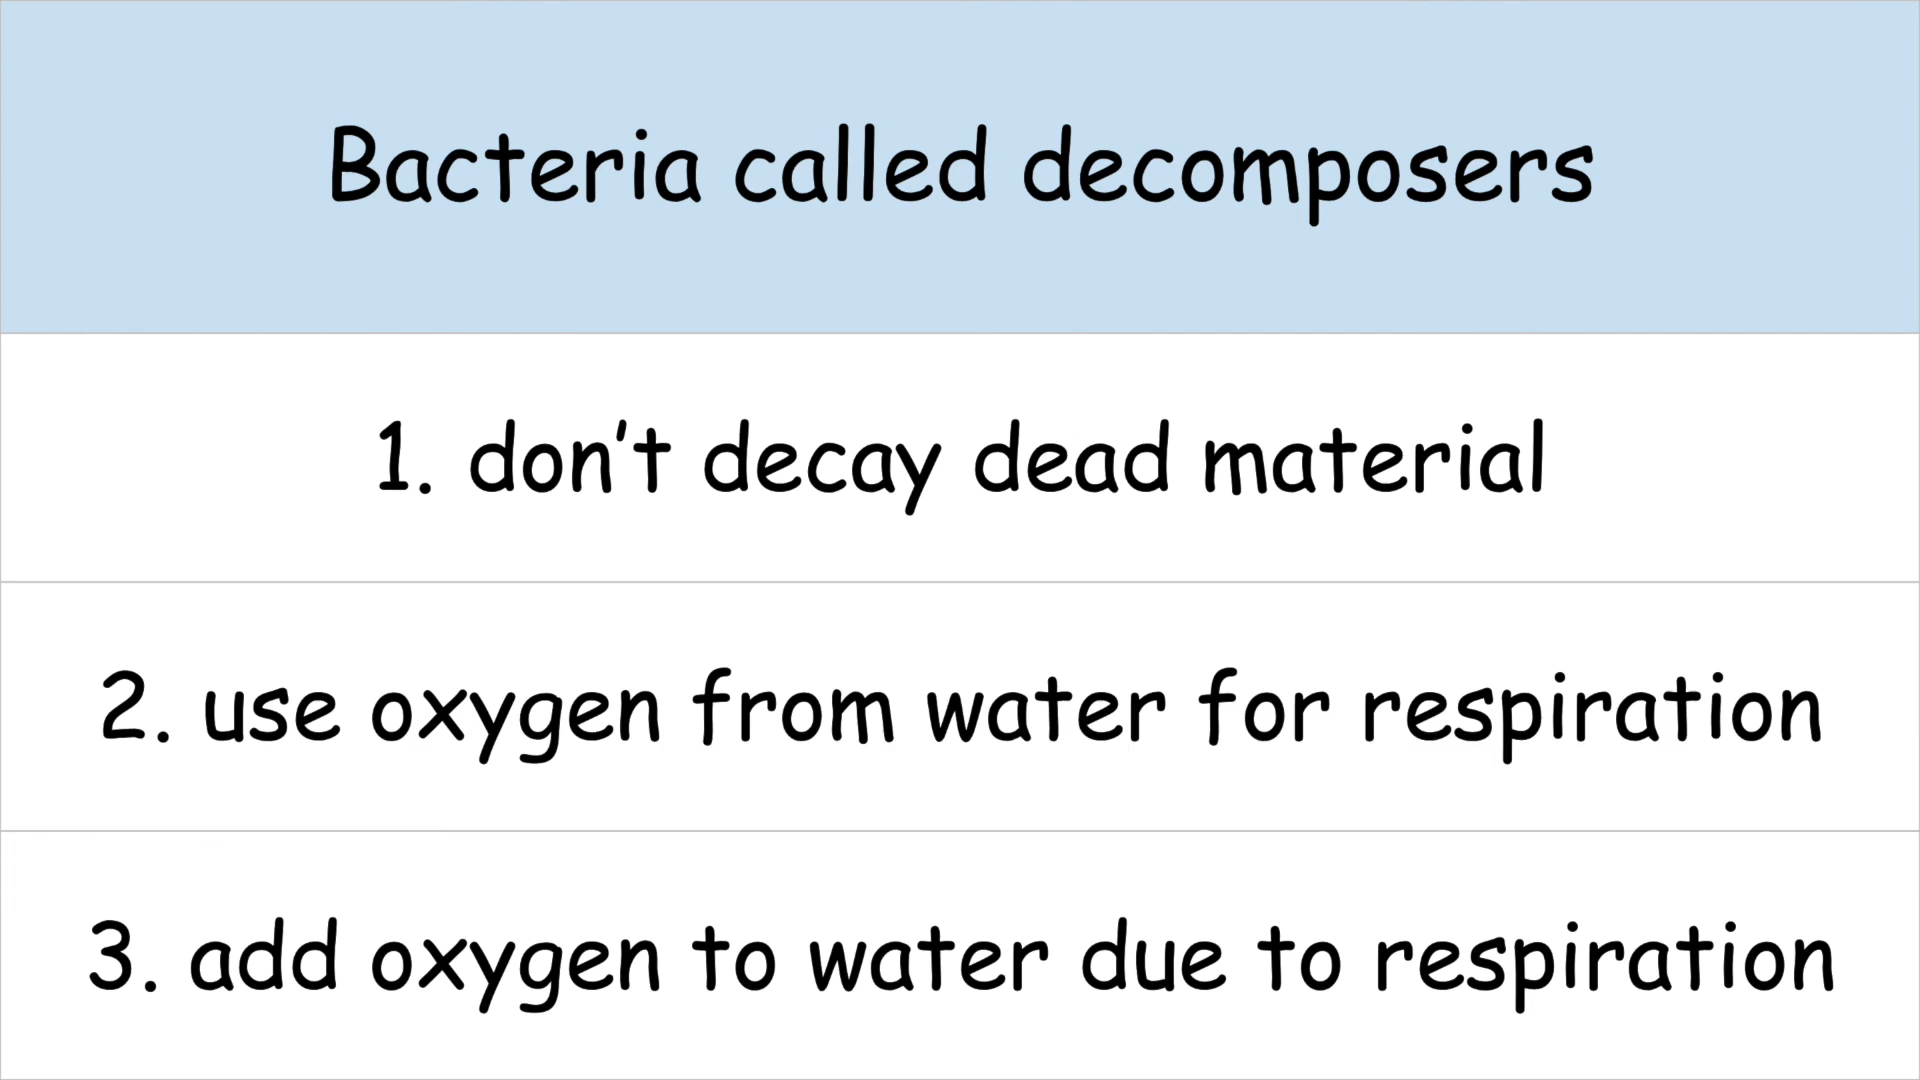 Bacteria called decomposers
1. don’t decay dead material
2. use oxygen from water for respiration
3. add oxygen to water due to respiration